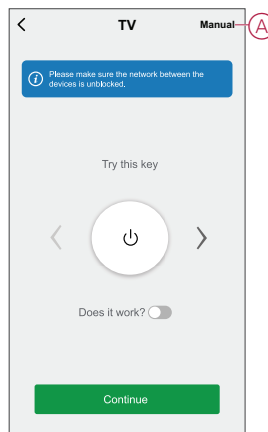 TV
Manual
A
Please make sure the network between the
devices is unblocked.
Try this key
Does it work?
Continue